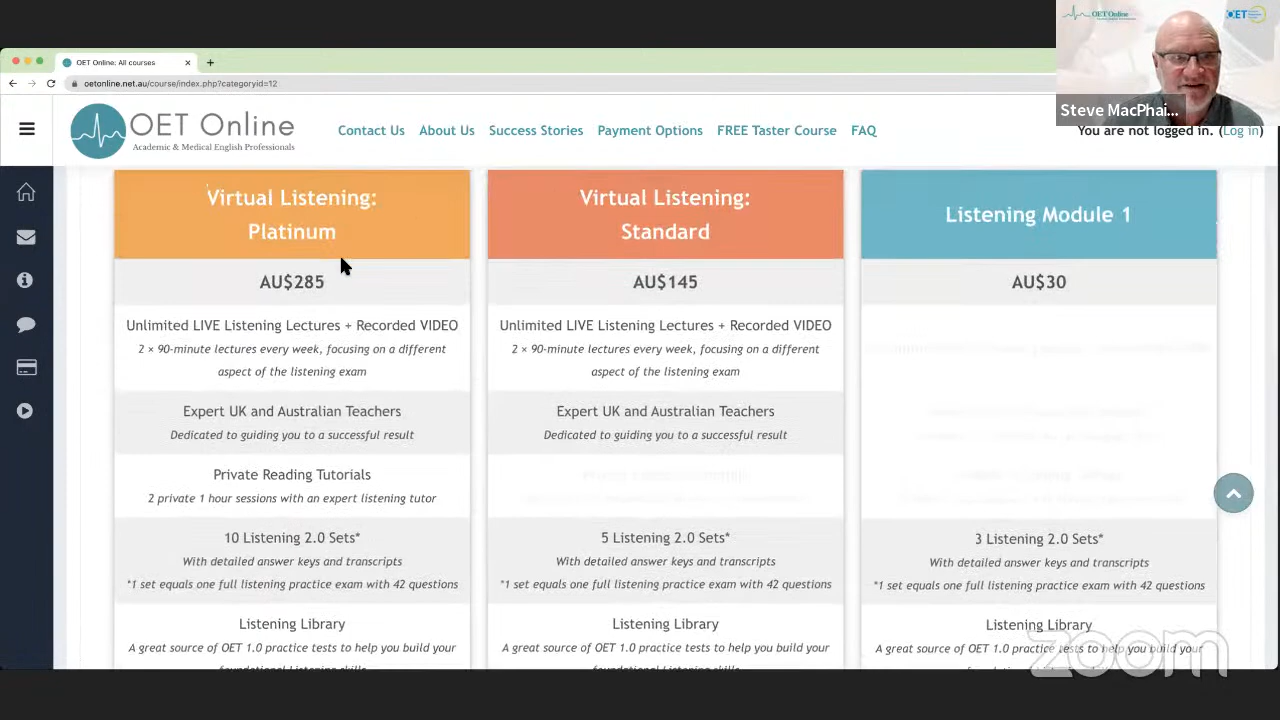 OET Online
OET
OET Online: All courses
oetonline.net.au/course/index.php?categoryid=12
Steve MacPhai...
OET Online
Academic & Medical English Professionals
Contact Us
About Us
Success Stories
Payment Options
FREE Taster Course
FAQ
You are not logged in. (Log in)
Virtual Listening:
Platinum
AU$285
Unlimited LIVE Listening Lectures + Recorded VIDEO
2 × 90-minute lectures every week, focusing on a different
aspect of the listening exam
Expert UK and Australian Teachers
Dedicated to guiding you to a successful result
Private Reading Tutorials
2 private 1 hour sessions with an expert listening tutor
10 Listening 2.0 Sets*
With detailed answer keys and transcripts
*1 set equals one full listening practice exam with 42 questions
Listening Library
A great source of OET 1.0 practice tests to help you build your
foundational listening skills
Virtual Listening:
Standard
AU$145
Unlimited LIVE Listening Lectures + Recorded VIDEO
2 × 90-minute lectures every week, focusing on a different
aspect of the listening exam
Expert UK and Australian Teachers
Dedicated to guiding you to a successful result
5 Listening 2.0 Sets*
With detailed answer keys and transcripts
*1 set equals one full listening practice exam with 42 questions
Listening Library
A great source of OET 1.0 practice tests to help you build your
foundational listening skills
Listening Module 1
AU$30
3 Listening 2.0 Sets*
With detailed answer keys and transcripts
*1 set equals one full listening practice exam with 42 questions
Listening Library
A great source of OET 1.0 practice tests to help you build your
zoom